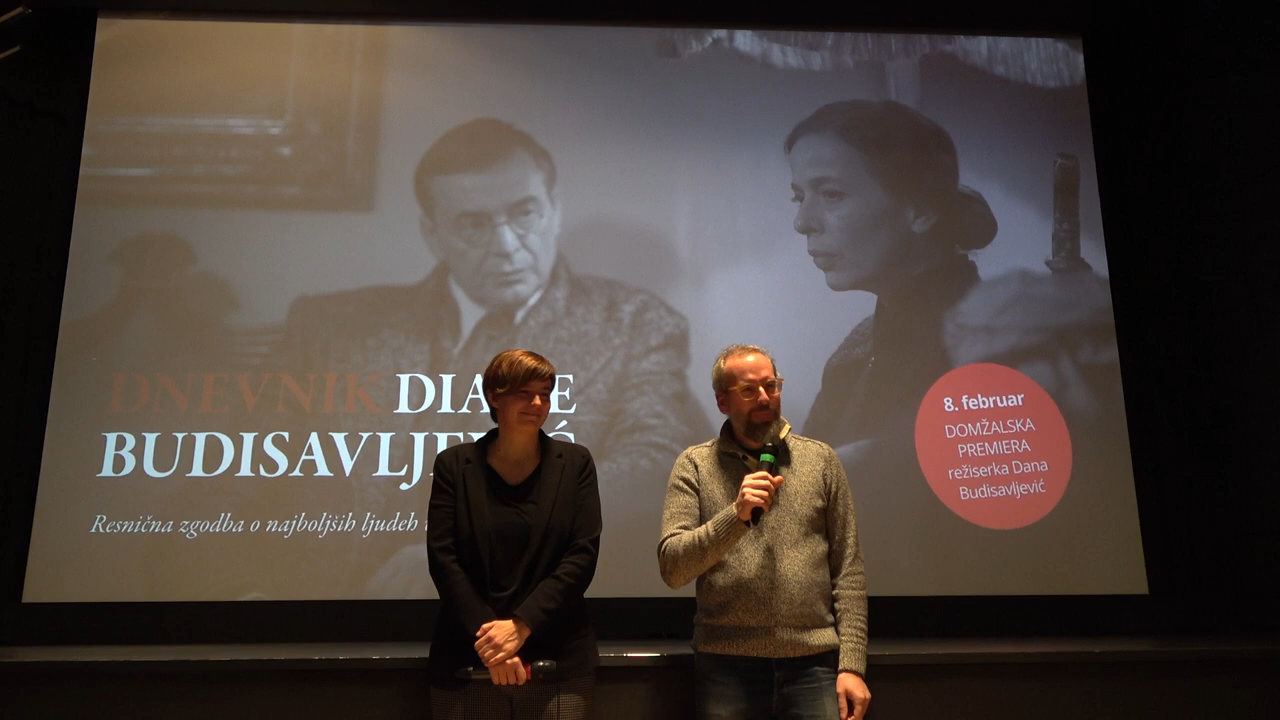 DNEVNIK DIA E
BUDISAVLJE Ć
Resnična zgodba o najboljših ljudeh
8. februar
DOMŽALSKA
PREMIERA
režiserka Dana
Budisavljević